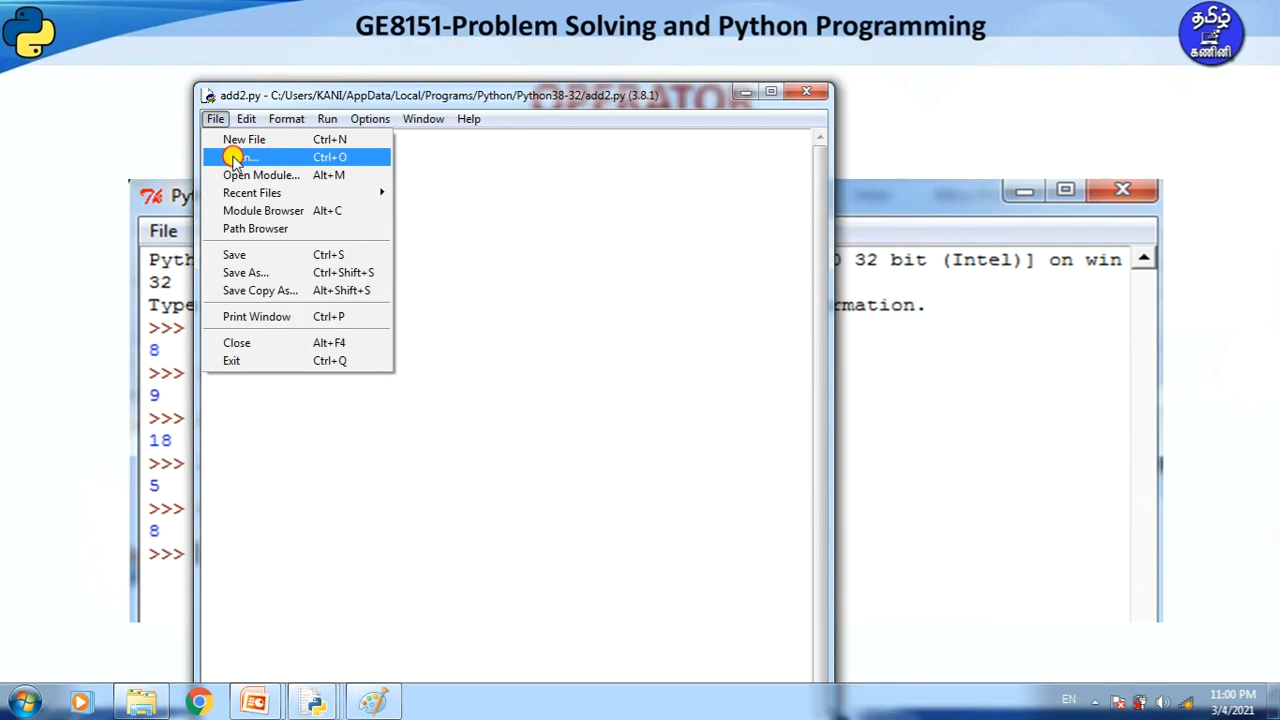 GE8151-Problem Solving and Python Programming
தமிழ்
கணினி
OPERATOR
add2.py - C:/Users/KANI/AppData/Local/Programs/Python/Python38-32/add2.py (3.8.1)
File Edit Format Run Options Window Help
New File Ctrl+N
Ctrl+O
Open Module... Alt+M
Recent Files
Module Browser Alt+C
Path Browser
Save Ctrl+S
Save As... Ctrl+Shift+S
Save Copy As... Alt+Shift+S
Print Window Ctrl+P
Close Alt+F4
Exit Ctrl+Q
File
32 bit (Intel)] on win
32
>>>
8
>>>
9
>>>
18
>>>
5
>>>
8
>>>
EN
11:00 PM
3/4/2021